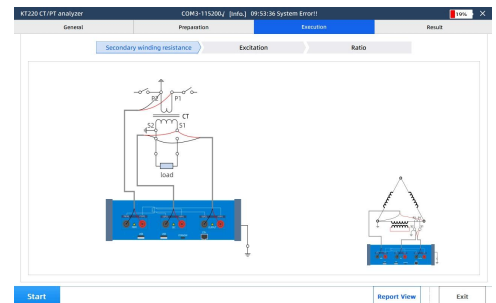 KT220 CT/PT analyzer COM3-115200,/ [Info.] 09:53:36 System Error!! 19% X
General Preparation Execution Result
Secondary winding resistance Excitation Ratio
P2 P1
CT
S2 S1
load
Start Report View Exit